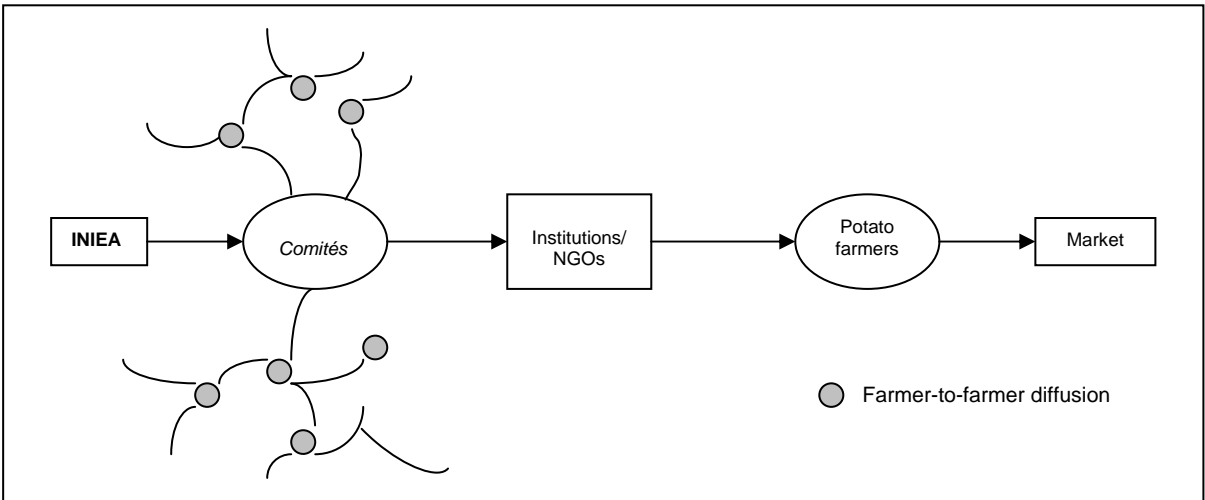 INIEA
Comités
Institutions/
NGOs
Potato
farmers
Market
Farmer-to-farmer diffusion